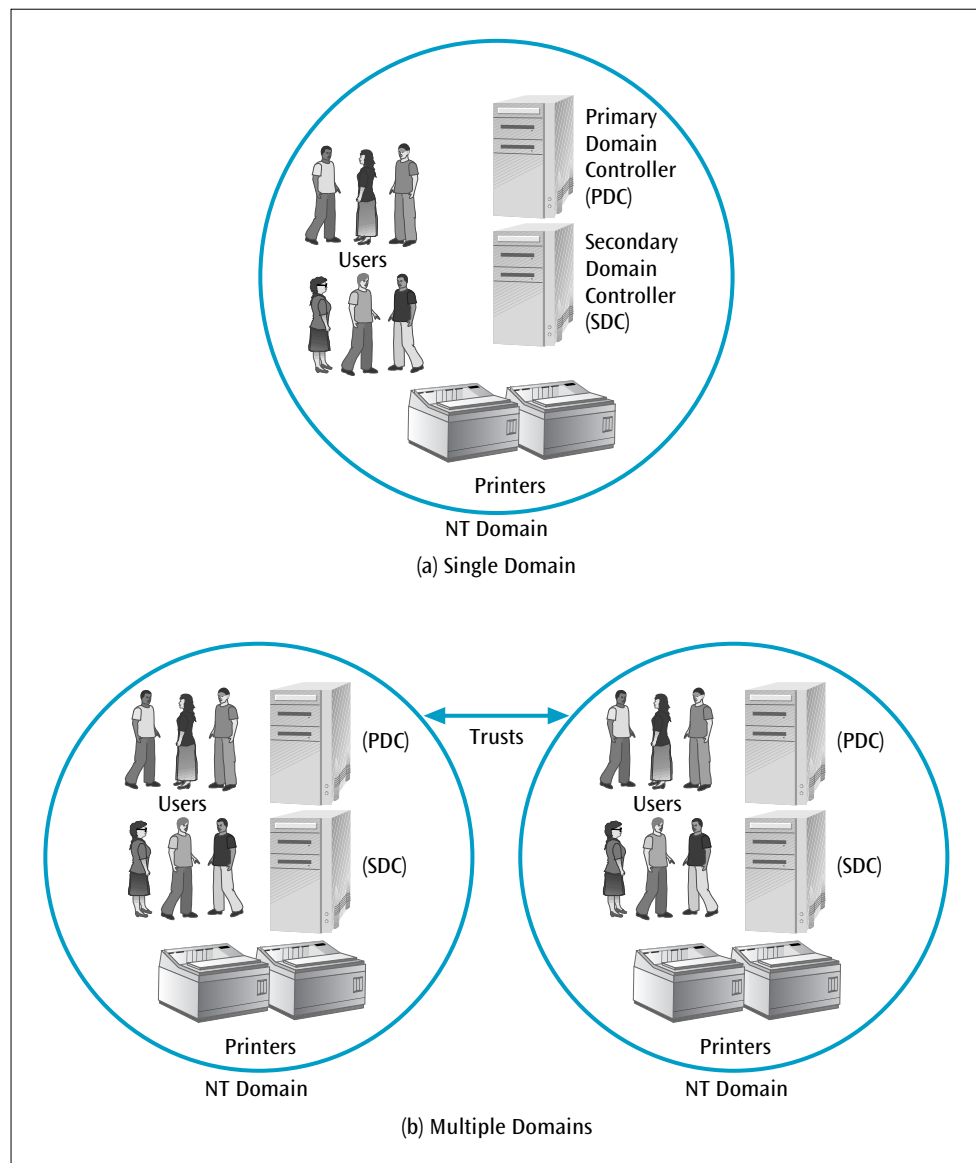 Primary
Domain
Controller
(PDC)
Users
Secondary
Domain
Controller
(SDC)
Printers
NT Domain
(a) Single Domain
Trusts
(PDC)
Users
(SDC)
Printers
NT Domain
(PDC)
Users
(SDC)
Printers
NT Domain
(b) Multiple Domains